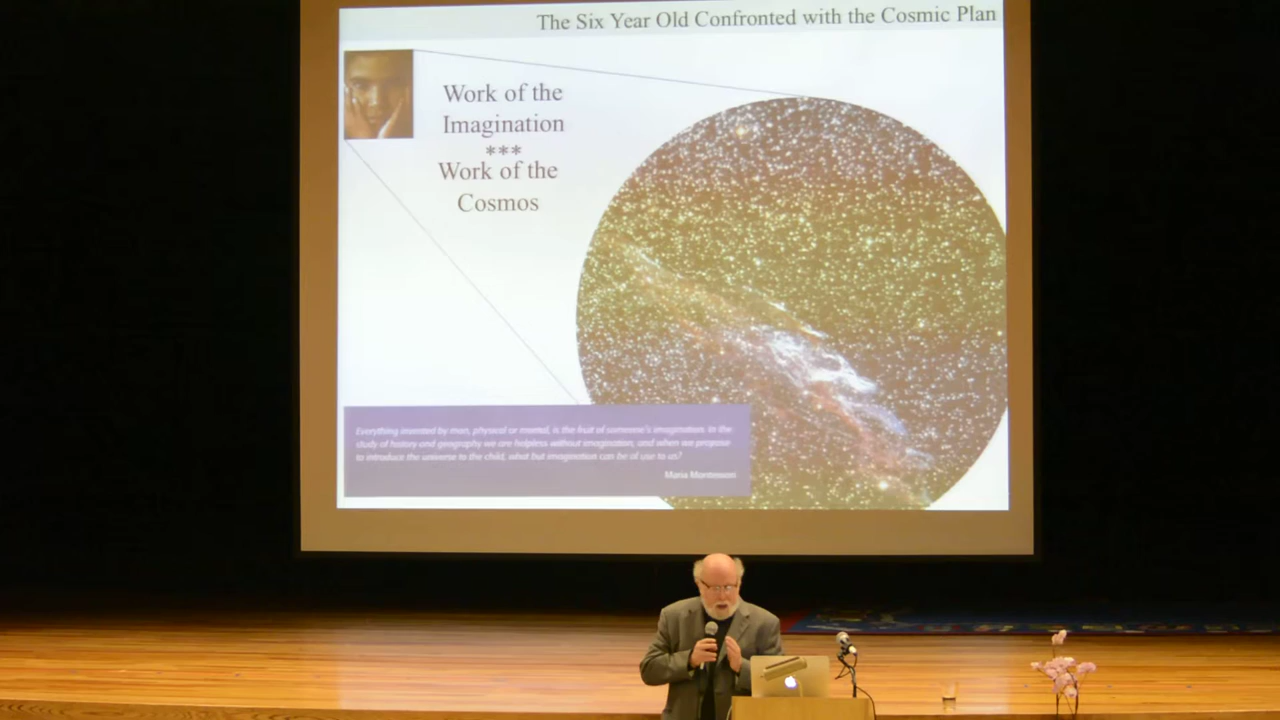 The Six Year Old Confronted with the Cosmic Plan
Work of the
Imagination
***
Work of the
Cosmos
Everything invented by man, physical or mental, is the fruit of someone's imagination. In the
study of history and geography we are helpless without imagination, and when we propose
to introduce the universe to the child, what but imagination can be of use to us?
Maria Montessori